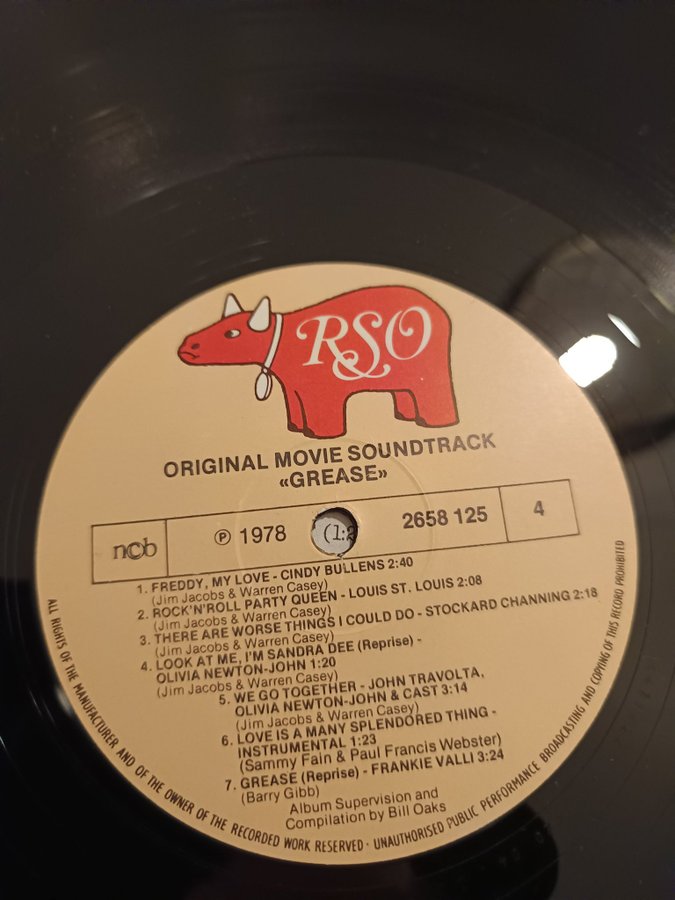 RSO
ORIGINAL MOVIE SOUNDTRACK
«GREASE»
ncb ℗ 1978 2658 125 4
1. FREDDY, MY LOVE - CINDY BULLENS 2:40
(Jim Jacobs & Warren Casey)
2. ROCK'N'ROLL PARTY QUEEN - LOUIS ST. LOUIS 2:08
(Jim Jacobs & Warren Casey)
3. THERE ARE WORSE THINGS I COULD DO - STOCKARD CHANNING 2:18
(Jim Jacobs & Warren Casey)
4. LOOK AT ME, I'M SANDRA DEE (Reprise) -
OLIVIA NEWTON-JOHN 1:20
(Jim Jacobs & Warren Casey)
5. WE GO TOGETHER - JOHN TRAVOLTA,
OLIVIA NEWTON-JOHN & CAST 3:14
(Jim Jacobs & Warren Casey)
6. LOVE IS A MANY SPLENDORED THING -
INSTRUMENTAL 1:23
(Sammy Fain & Paul Francis Webster)
7. GREASE (Reprise) - FRANKIE VALLI 3:24
(Barry Gibb)
Album Supervision and
Compilation by Bill Oaks
ALL RIGHTS OF THE MANUFACTURER AND OF THE OWNER OF THE RECORDED WORK RESERVED · UNAUTHORISED PUBLIC PERFORMANCE BROADCASTING AND COPYING OF THIS RECORD PROHIBITED